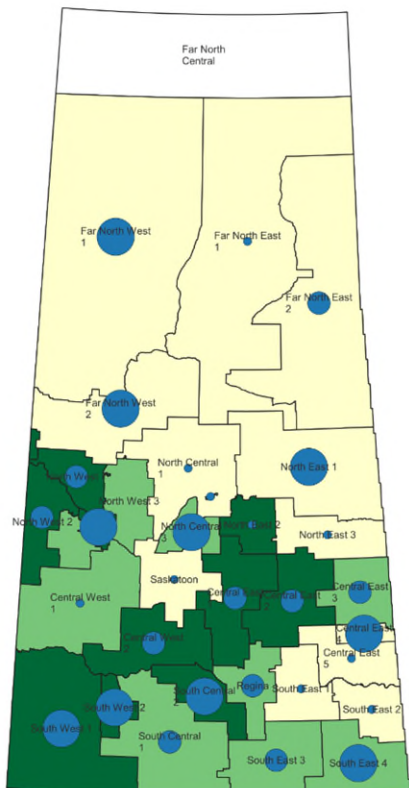 Far North
Central
Far North West
1
Far North East
1
Far North East
2
Far North West
2
North Central
1
North East 1
North West
North West 3
North West 2
North Central
3
North East 2
North East 3
Saskatoon
Central West
1
Central East
Central East
2
Central East
3
Central East
4
Central West
2
Central East
5
South West 1
South West 2
South Central
2
Regina
South East 1
South East 2
South Central
1
South East 3
South East 4